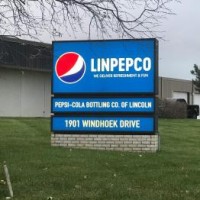 LINPEPCO
WE DELIVER REFRESHMENT & FUN
PEPSI-COLA BOTTLING CO. OF LINCOLN
1901 WINDHOEK DRIVE